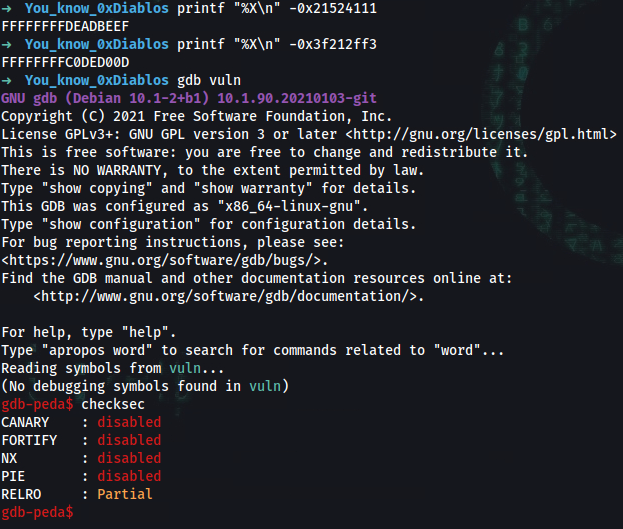 → You_know_0xDiablos printf "%X\n" -0x21524111
FFFFFFFFDEADBEEF
→ You_know_0xDiablos printf "%X\n" -0x3f212ff3
FFFFFFFFC0DED00D
→ You_know_0xDiablos gdb vuln
GNU gdb (Debian 10.1-2+b1) 10.1.90.20210103-git
Copyright (C) 2021 Free Software Foundation, Inc.
License GPLv3+: GNU GPL version 3 or later <http://gnu.org/licenses/gpl.html>
This is free software: you are free to change and redistribute it.
There is NO WARRANTY, to the extent permitted by law.
Type "show copying" and "show warranty" for details.
This GDB was configured as "x86_64-linux-gnu".
Type "show configuration" for configuration details.
For bug reporting instructions, please see:
<https://www.gnu.org/software/gdb/bugs/>.
Find the GDB manual and other documentation resources online at:
    <http://www.gnu.org/software/gdb/documentation/>.
For help, type "help".
Type "apropos word" to search for commands related to "word"...
Reading symbols from vuln...
(No debugging symbols found in vuln)
gdb-peda$ checksec
CANARY    : disabled
FORTIFY   : disabled
NX        : disabled
PIE       : disabled
RELRO     : Partial
gdb-peda$